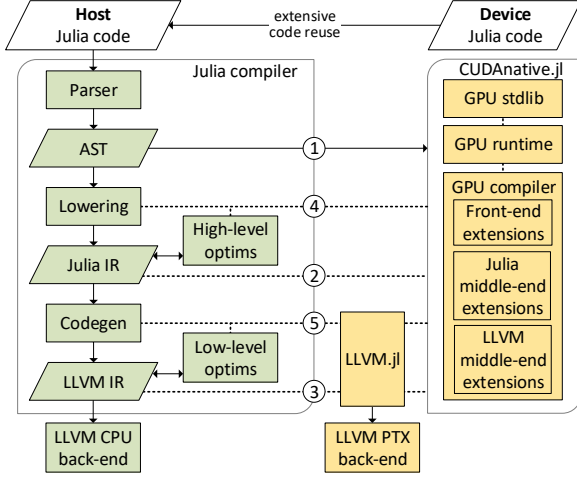 Host
Julia code
extensive
code reuse
Device
Julia code
Julia compiler
CUDAnative.jl
Parser
GPU stdlib
AST
1
GPU runtime
GPU compiler
Lowering
4
Front-end
extensions
High-level
optims
Julia IR
2
Julia
middle-end
extensions
Codegen
5
LLVM.jl
Low-level
optims
LLVM
middle-end
extensions
LLVM IR
3
LLVM CPU
back-end
LLVM PTX
back-end